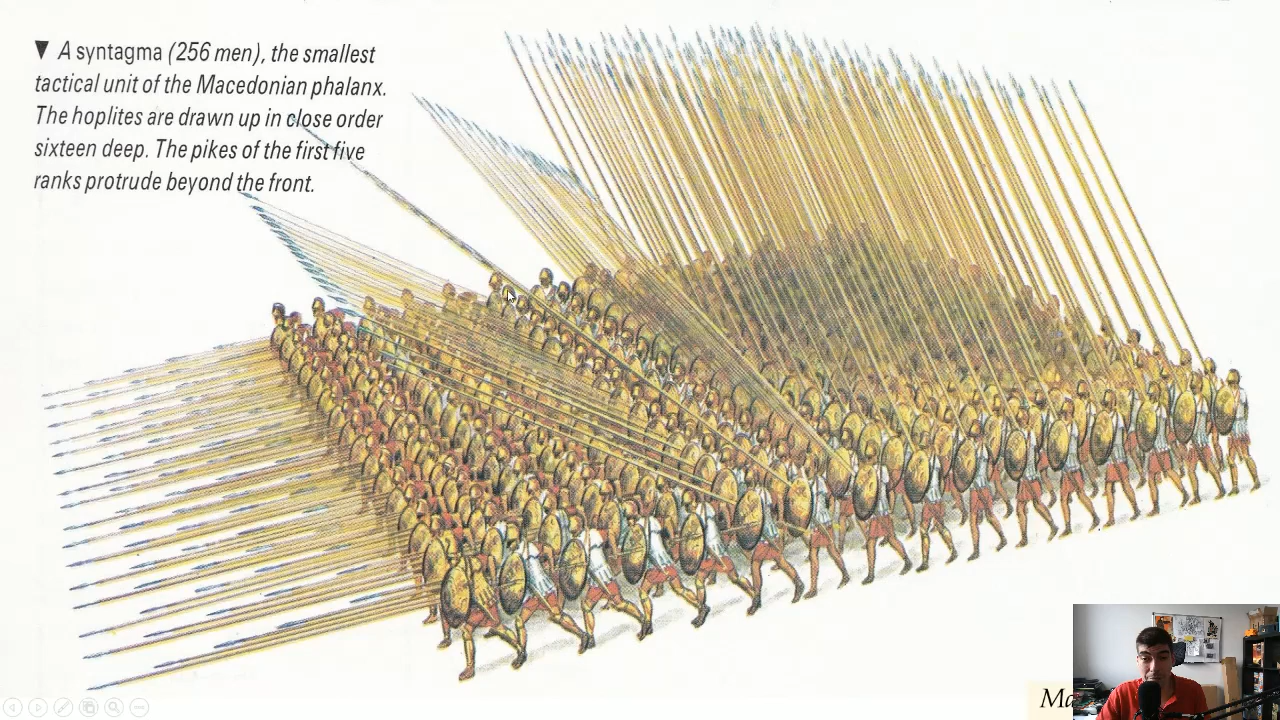 ▼ A syntagma (256 men), the smallest
tactical unit of the Macedonian phalanx.
The hoplites are drawn up in close order
sixteen deep. The pikes of the first five
ranks protrude beyond the front.